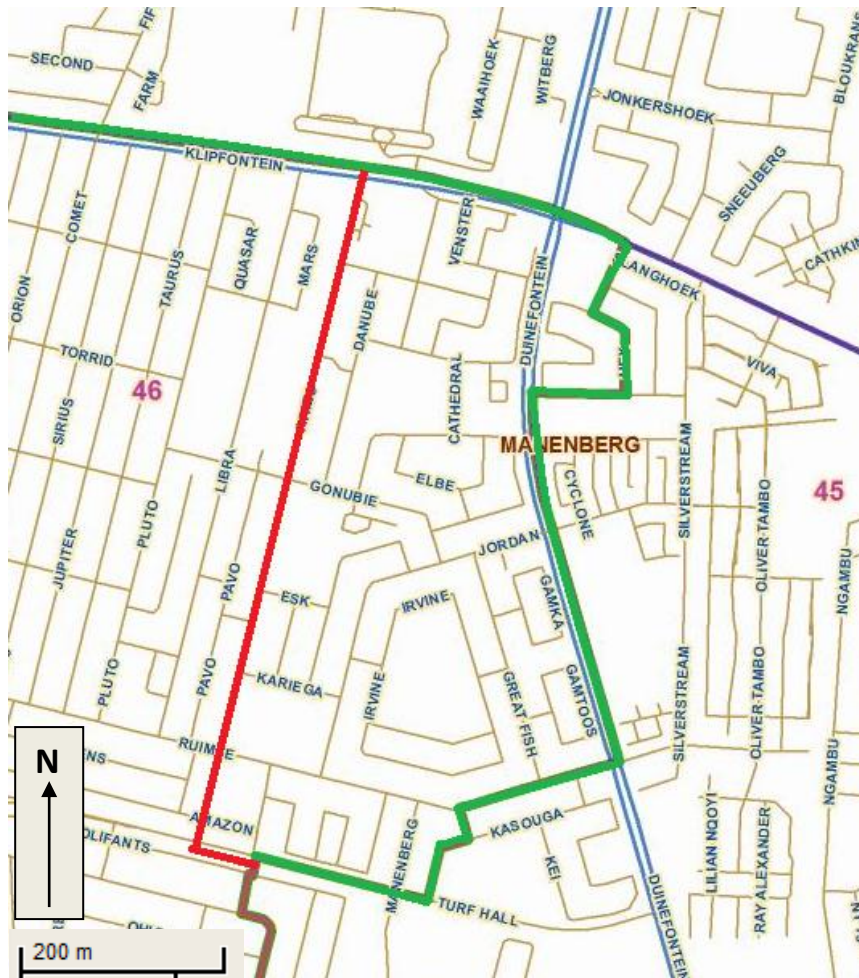 FIF
SECOND
FARM
WAAIHOEK
WITBERG
BLOUKRANS
JONKERSHOEK
KLIPFONTEIN
SNEEUBERG
COMET
TAURUS
QUASAR
MARS
VENSTER
CATHKIN
LANGHOEK
ORION
DANUBE
DUINEFONTEIN
TORRID
46
VIVA
CATHEDRAL
SIRIUS
MANENBERG
LIBRA
GONUBIE
ELBE
CYCLONE
SILVERSTREAM
OLIVER TAMBO
45
PLUTO
JORDAN
JUPITER
PAVO
ESK
IRVINE
GAMKA
NGAMBU
PLUTO
PAVO
KARIEGA
IRVINE
GREAT FISH
GAMTOOS
SILVERSTREAM
OLIVER TAMBO
N
ENS
NGAMBU
AMAZON
OLIFANTS
MANENBERG
KASOUGA
KEI
LILIAN NQOYI
RAY ALEXANDER
DUINEFONTEIN
TURF HALL
200 m